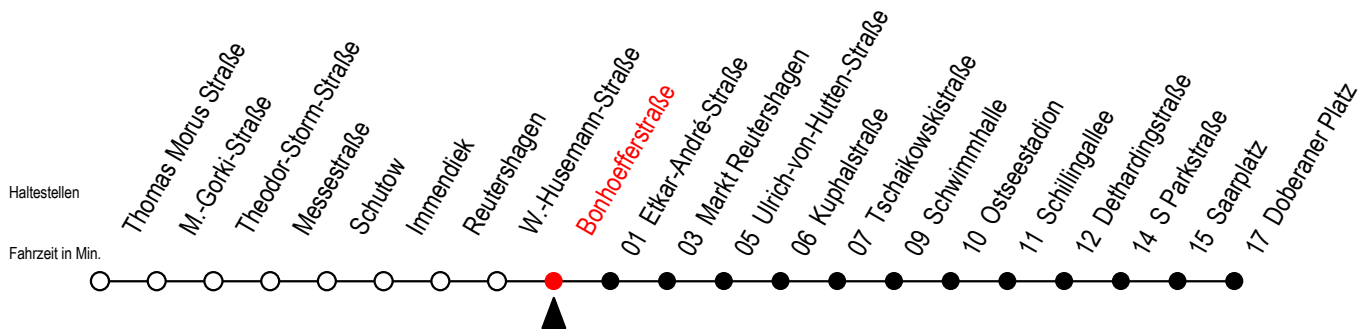 Haltestellen
Fahrzeit in Min.
Thomas Morus Straße
M.-Gorki-Straße
Theodor-Storm-Straße
Messestraße
Schutow
Immendiek
Reutershagen
W.-Husemann-Straße
Bonhoefferstraße
01 Etkar-André-Straße
03 Markt Reutershagen
05 Ulrich-von-Hutten-Straße
06 Kuphalstraße
07 Tschaikowskistraße
09 Schwimmhalle
10 Ostseestadion
11 Schillingallee
12 Dethardingstraße
14 S Parkstraße
15 Saarplatz
17 Doberaner Platz